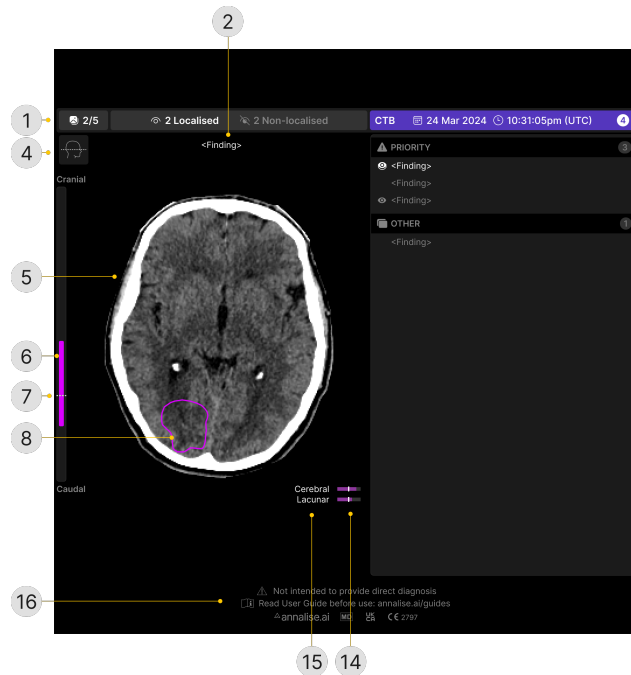 2
1
2/5
2 Localised
2 Non-localised
CTB
24 Mar 2024
10:31:05pm (UTC)
4
4
<Finding>
PRIORITY
3
<Finding>
Cranial
<Finding>
<Finding>
OTHER
1
<Finding>
5
6
7
8
Caudal
Cerebral
Lacunar
Not intended to provide direct diagnosis
16
Read User Guide before use: annalise.ai/guides
annalise.ai
MD
UK CA
CE 2797
15
14